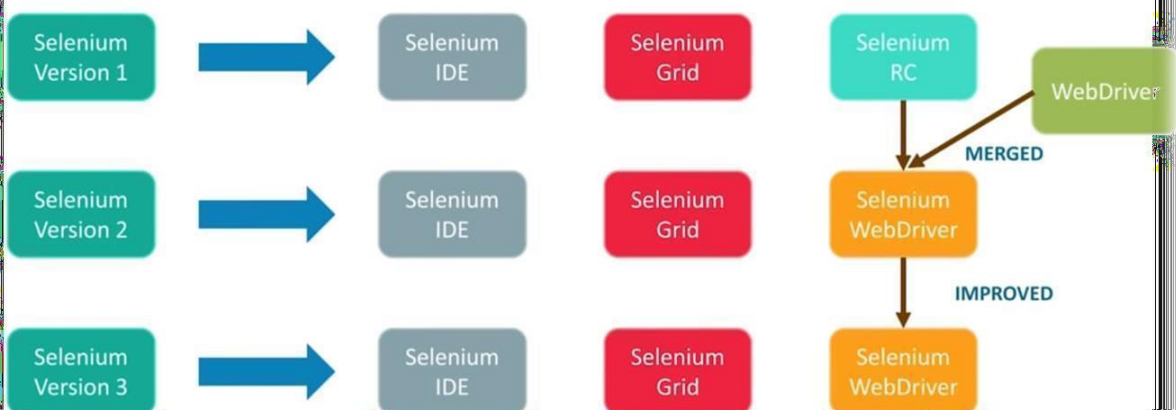 Selenium
Version 1
Selenium
IDE
Selenium
Grid
Selenium
RC
WebDriver
MERGED
Selenium
Version 2
Selenium
IDE
Selenium
Grid
Selenium
WebDriver
IMPROVED
Selenium
Version 3
Selenium
IDE
Selenium
Grid
Selenium
WebDriver